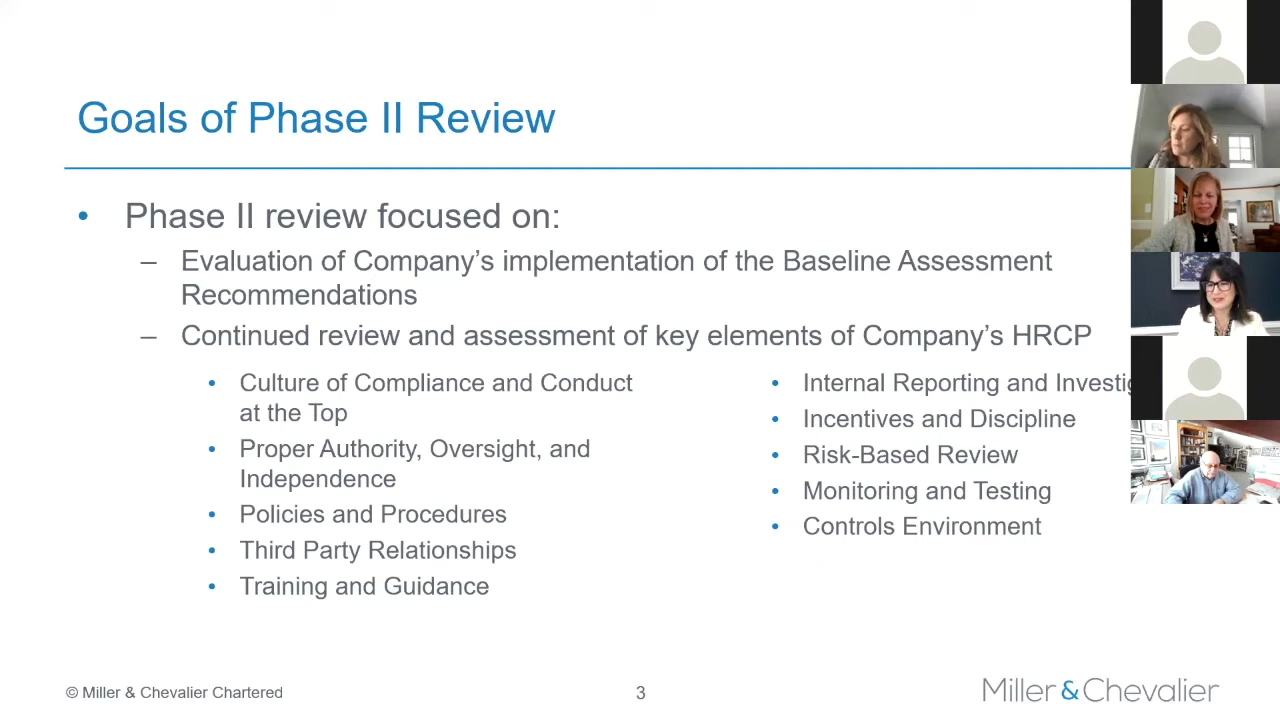 Goals of Phase II Review
• Phase II review focused on:
– Evaluation of Company's implementation of the Baseline Assessment
Recommendations
– Continued review and assessment of key elements of Company's HRCP
• Culture of Compliance and Conduct
at the Top
• Proper Authority, Oversight, and
Independence
• Policies and Procedures
• Third Party Relationships
• Training and Guidance
• Internal Reporting and
• Incentives and Discipline
• Risk-Based Review
• Monitoring and Testing
• Controls Environment
© Miller & Chevalier Chartered
3
Miller&Chevalier